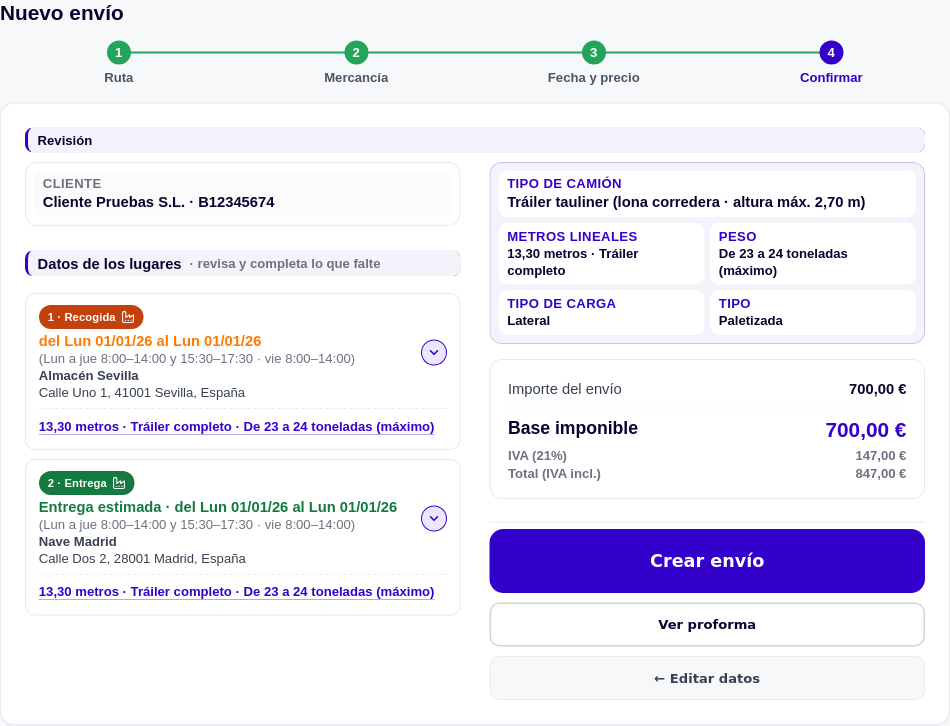 Nuevo envío
1
2
3
4
Ruta
Mercancía
Fecha y precio
Confirmar
Revisión
CLIENTE
Cliente Pruebas S.L. · B12345674
Datos de los lugares · revisa y completa lo que falte
1 · Recogida
del Lun 01/01/26 al Lun 01/01/26
(Lun a jue 8:00–14:00 y 15:30–17:30 · vie 8:00–14:00)
Almacén Sevilla
Calle Uno 1, 41001 Sevilla, España
13,30 metros · Tráiler completo · De 23 a 24 toneladas (máximo)
2 · Entrega
Entrega estimada · del Lun 01/01/26 al Lun 01/01/26
(Lun a jue 8:00–14:00 y 15:30–17:30 · vie 8:00–14:00)
Nave Madrid
Calle Dos 2, 28001 Madrid, España
13,30 metros · Tráiler completo · De 23 a 24 toneladas (máximo)
TIPO DE CAMIÓN
Tráiler tauliner (lona corredera · altura máx. 2,70 m)
METROS LINEALES
13,30 metros · Tráiler
completo
PESO
De 23 a 24 toneladas
(máximo)
TIPO DE CARGA
Lateral
TIPO
Paletizada
Importe del envío 700,00 €
Base imponible 700,00 €
IVA (21%) 147,00 €
Total (IVA incl.) 847,00 €
Crear envío
Ver proforma
← Editar datos